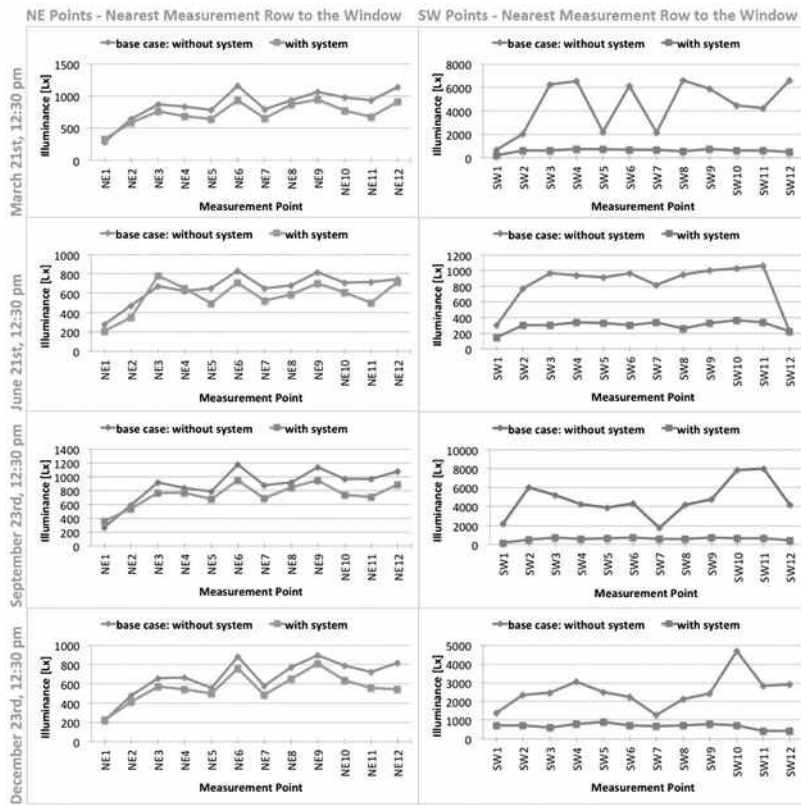 NE Points - Nearest Measurement Row to the Window
SW Points - Nearest Measurement Row to the Window
March 21st, 12:30 pm
base case: without system
with system
Illuminance [Lx]
1500
1000
500
0
NE1
NE2
NE3
NE4
NE5
NE6
NE7
NE8
NE9
NE10
NE11
NE12
Measurement Point
base case: without system
with system
Illuminance [Lx]
8000
6000
4000
2000
0
SW1
SW2
SW3
SW4
SW5
SW6
SW7
SW8
SW9
SW10
SW11
SW12
Measurement Point
June 21st, 12:30 pm
base case: without system
with system
Illuminance [Lx]
1000
800
600
400
200
0
NE1
NE2
NE3
NE4
NE5
NE6
NE7
NE8
NE9
NE10
NE11
NE12
Measurement Point
base case: without system
with system
Illuminance [Lx]
1200
1000
800
600
400
200
0
SW1
SW2
SW3
SW4
SW5
SW6
SW7
SW8
SW9
SW10
SW11
SW12
Measurement Point
September 23rd, 12:30 pm
base case: without system
with system
Illuminance [Lx]
1400
1200
1000
800
600
400
200
0
NE1
NE2
NE3
NE4
NE5
NE6
NE7
NE8
NE9
NE10
NE11
NE12
Measurement Point
base case: without system
with system
Illuminance [Lx]
10000
8000
6000
4000
2000
0
SW1
SW2
SW3
SW4
SW5
SW6
SW7
SW8
SW9
SW10
SW11
SW12
Measurement Point
December 23rd, 12:30 pm
base case: without system
with system
Illuminance [Lx]
1000
800
600
400
200
0
NE1
NE2
NE3
NE4
NE5
NE6
NE7
NE8
NE9
NE10
NE11
NE12
Measurement Point
base case: without system
with system
Illuminance [Lx]
5000
4000
3000
2000
1000
0
SW1
SW2
SW3
SW4
SW5
SW6
SW7
SW8
SW9
SW10
SW11
SW12
Measurement Point